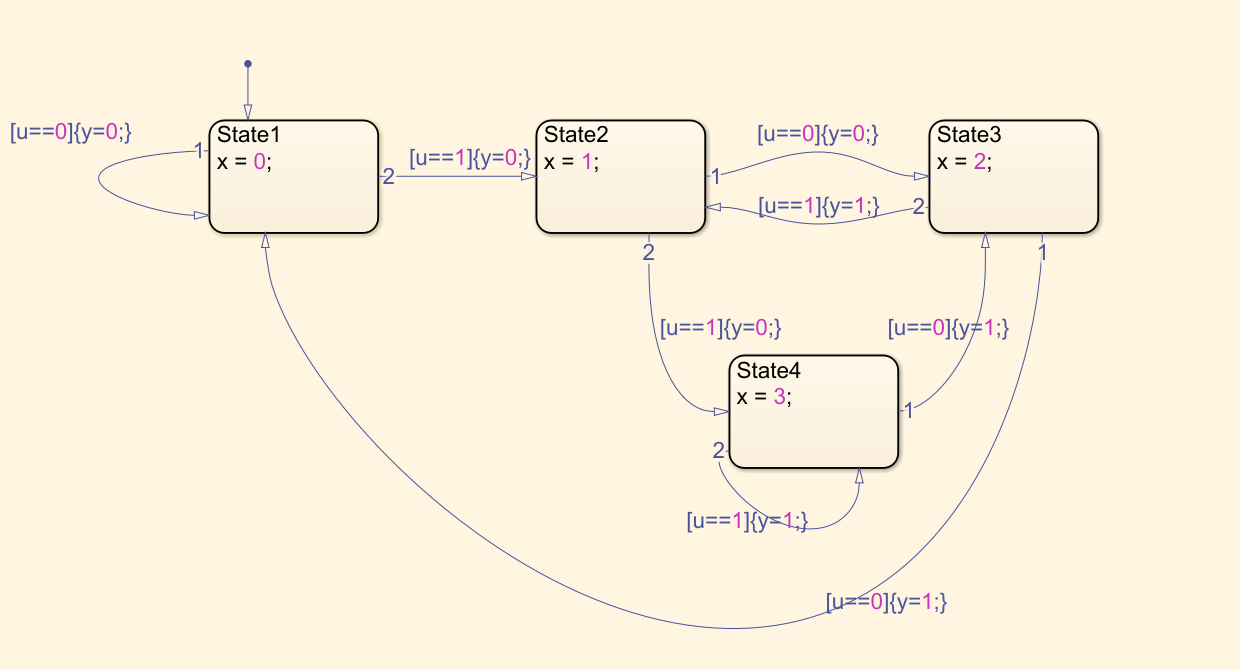 [u==0]{y=0;}
1
State1
x = 0;
2
[u==1]{y=0;}
State2
x = 1;
1
[u==0]{y=0;}
2
[u==1]{y=1;}
State3
x = 2;
2
1
[u==1]{y=0;}
[u==0]{y=1;}
State4
x = 3;
1
2
[u==1]{y=1;}
[u==0]{y=1;}